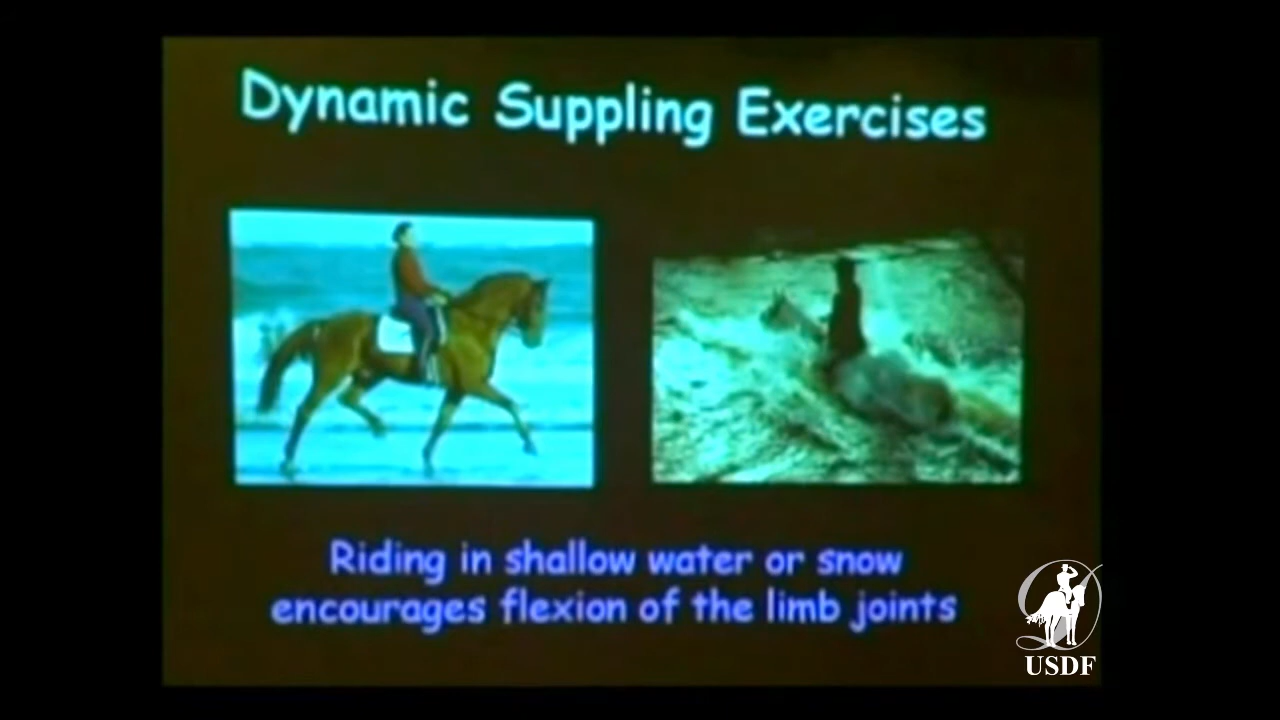 Dynamic Suppling Exercises
Riding in shallow water or snow
encourages flexion of the limb joints
USDF